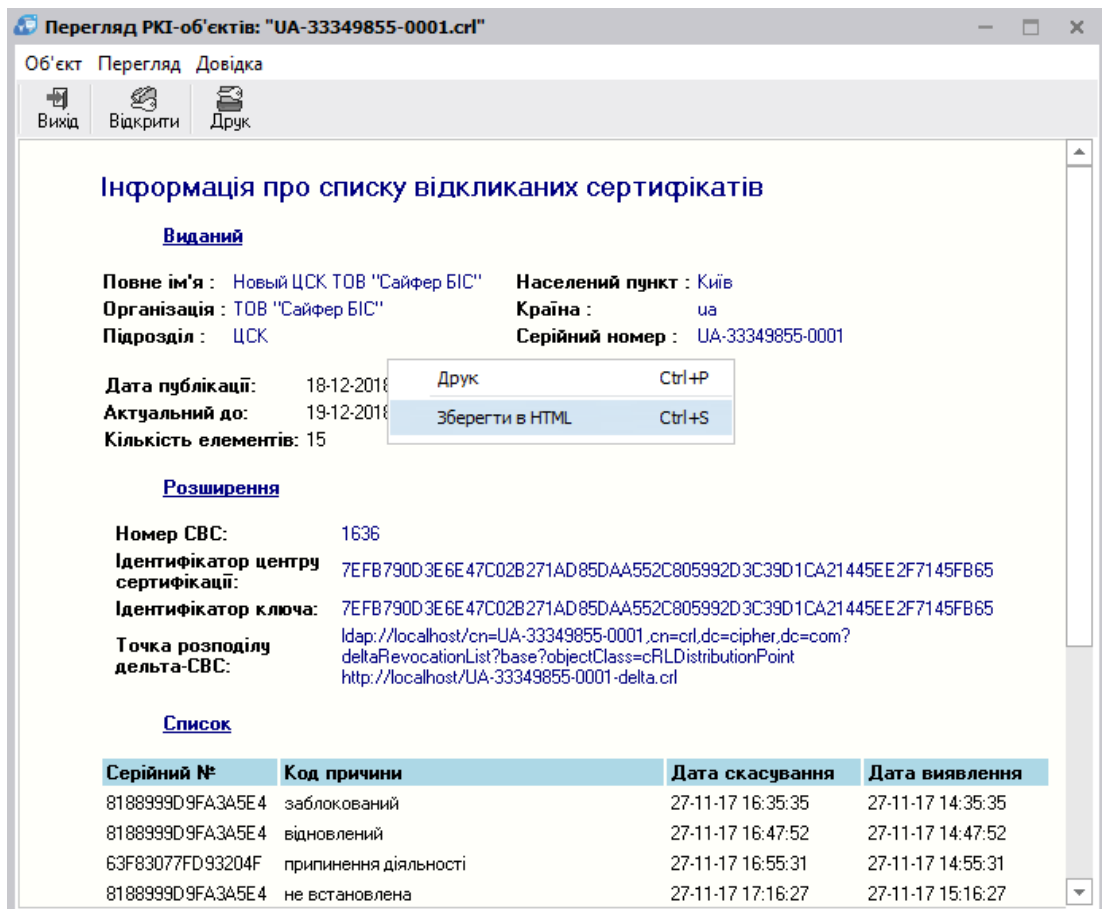 Перегляд PKI-об'єктів: "UA-33349855-0001.crl"
Об'єкт Перегляд Довідка
Вихід Відкрити Друк
Інформація про списку відкликаних сертифікатів
Виданий
Повне ім'я : Новый ЦСК ТОВ "Сайфер БІС" Населений пункт : Київ
Організація : ТОВ "Сайфер БІС" Країна : ua
Підрозділ : ЦСК Серійний номер : UA-33349855-0001
Дата публікації: 18-12-2018
Друк Ctrl+P
Актуальний до: 19-12-2018
Зберегти в HTML Ctrl+S
Кількість елементів: 15
Розширення
Номер СВС: 1636
Ідентифікатор центру
сертифікації: 7EFB790D3E6E47C02B271AD85DAA552C805992D3C39D1CA21445EE2F7145FB65
Ідентифікатор ключа: 7EFB790D3E6E47C02B271AD85DAA552C805992D3C39D1CA21445EE2F7145FB65
Точка розподілу
дельта-СВС:
ldap://localhost/cn=UA-33349855-0001,cn=crl,dc=cipher,dc=com?
deltaRevocationList?base?objectClass=cRLDistributionPoint
http://localhost/UA-33349855-0001-delta.crl
Список
Серійний № Код причини Дата скасування Дата виявлення
8188999D9FA3A5E4 заблокований 27-11-17 16:35:35 27-11-17 14:35:35
8188999D9FA3A5E4 відновлений 27-11-17 16:47:52 27-11-17 14:47:52
63F83077FD93204F припинення діяльності 27-11-17 16:55:31 27-11-17 14:55:31
8188999D9FA3A5E4 не встановлена 27-11-17 17:16:27 27-11-17 15:16:27